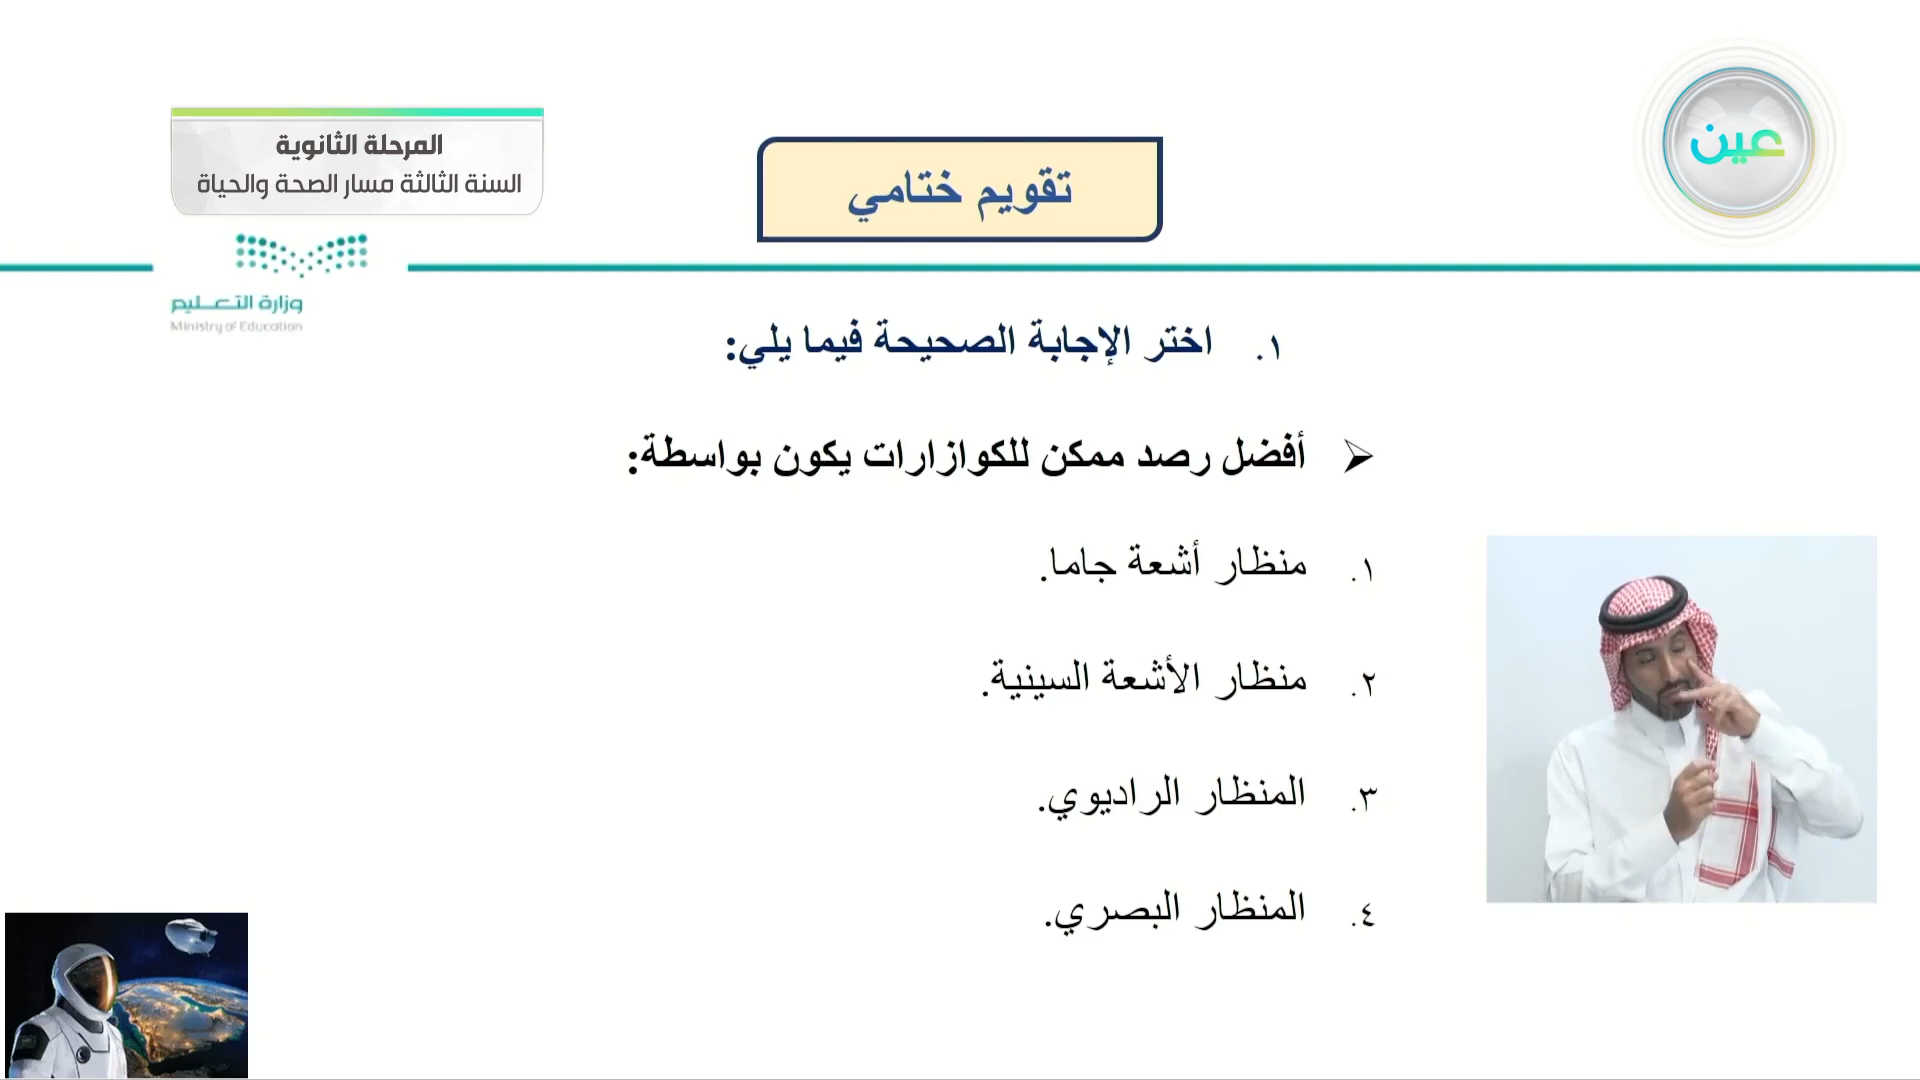 المرحلة الثانوية
السنة الثالثة مسار الصحة والحياة
عين
تقويم ختامي
وزارة التعـــليم
Ministry of Education
١. اختر الإجابة الصحيحة فيما يلي:
أفضل رصد ممكن للكوازارات يكون بواسطة:
١. منظار أشعة جاما.
٢. منظار الأشعة السينية.
٣. المنظار الراديوي.
٤. المنظار البصري.